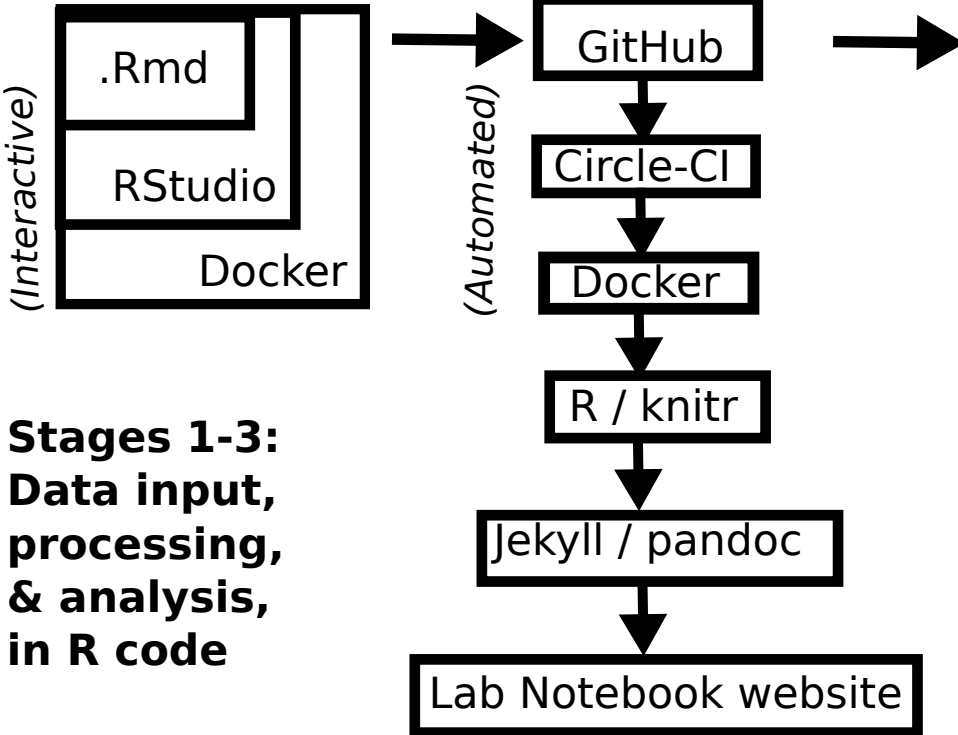 .Rmd
RStudio
Docker
(Interactive)
GitHub
(Automated)
Circle-CI
Docker
R / knitr
Jekyll / pandoc
Lab Notebook website
Stages 1-3:
Data input,
processing,
& analysis,
in R code